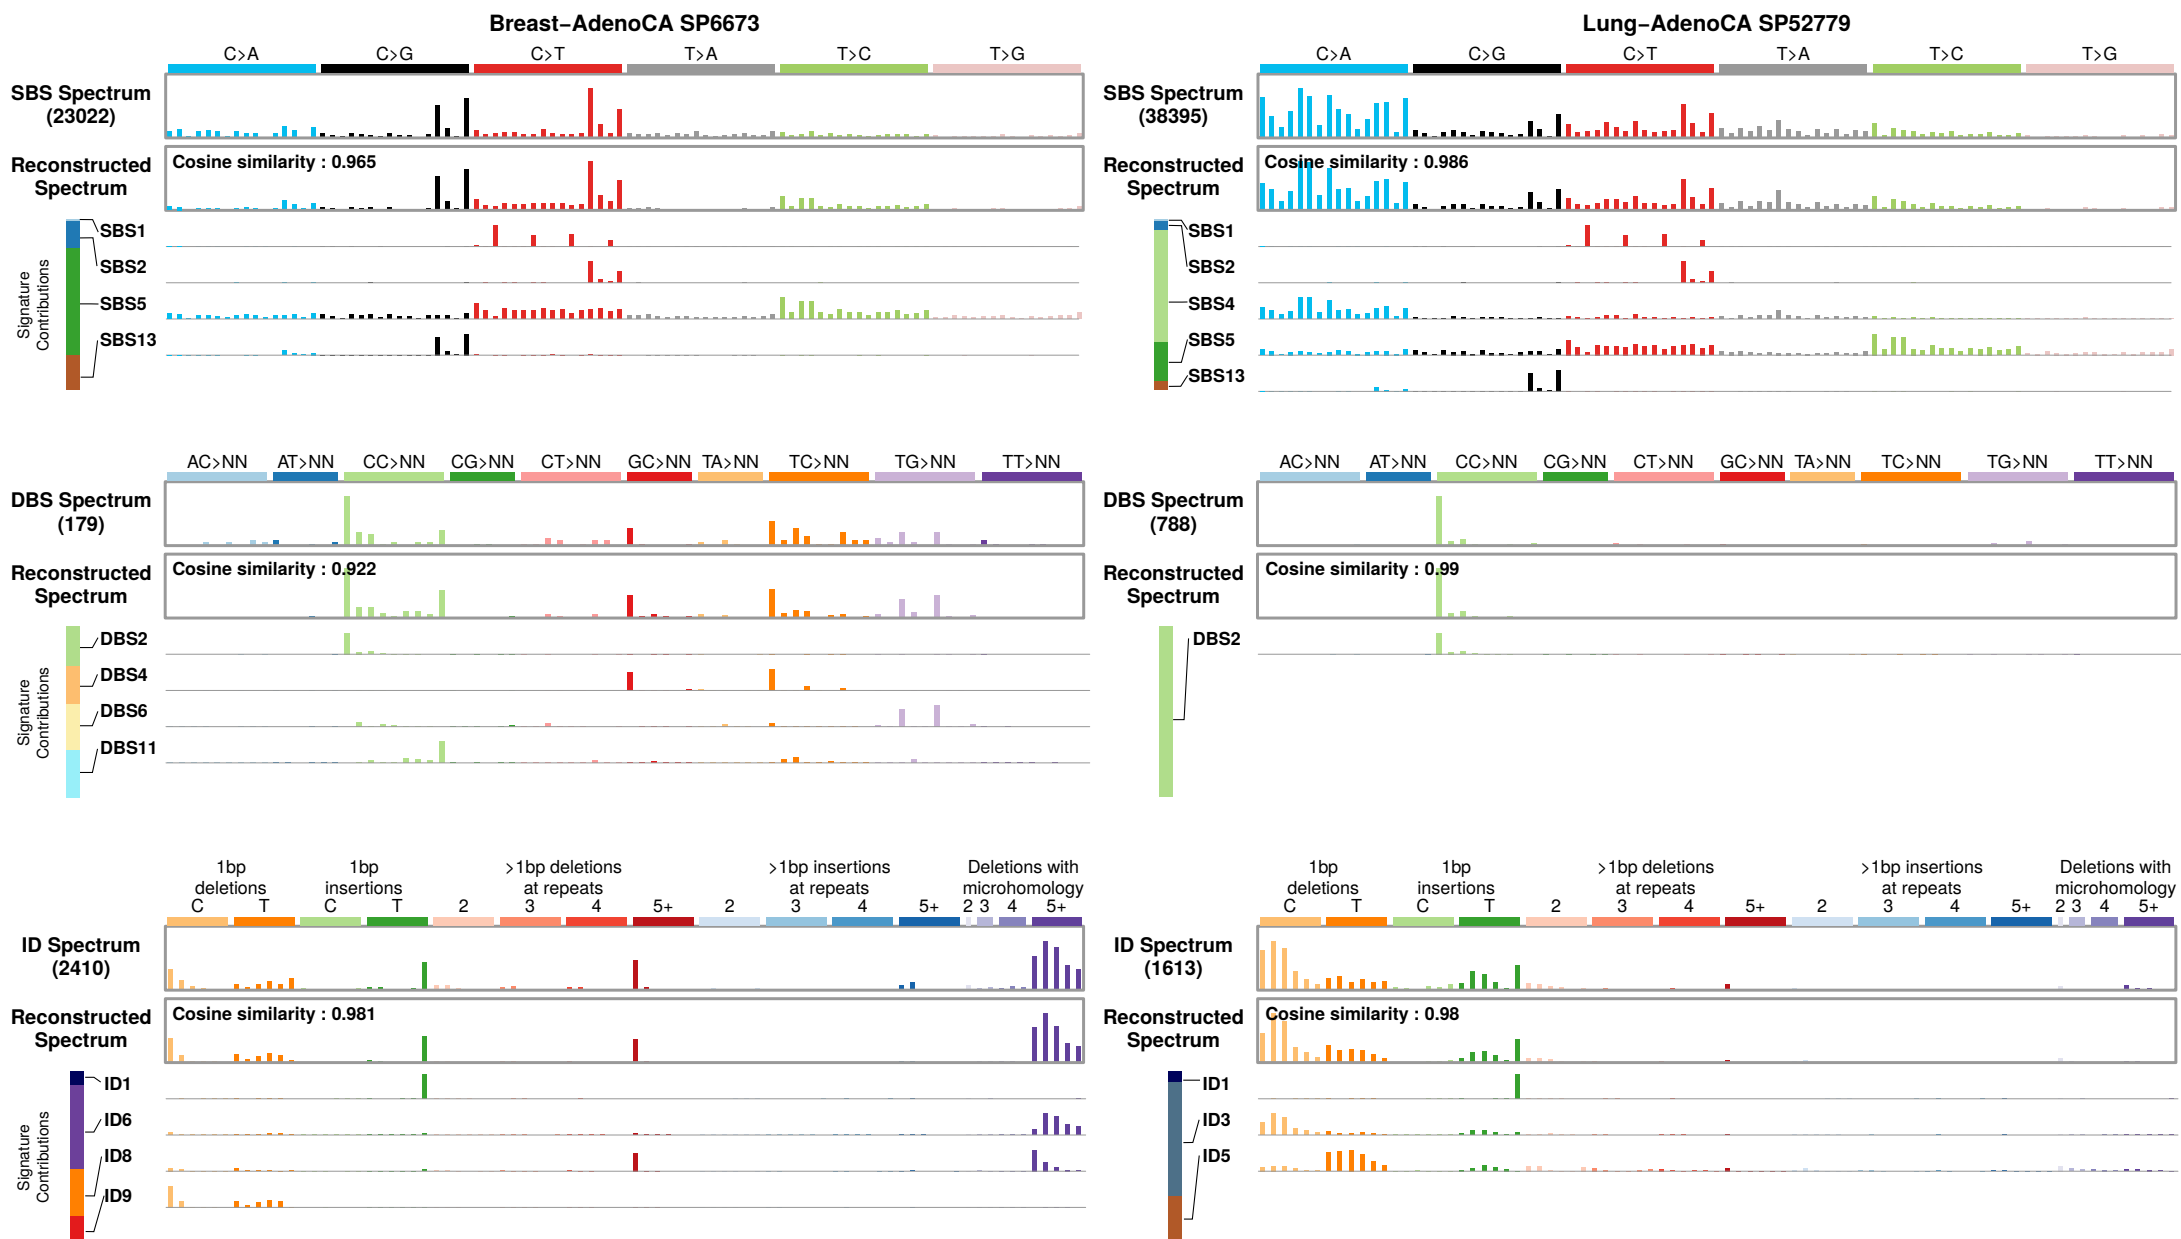 Breast–AdenoCA SP6673
C>A C>G C>T T>A T>C T>G
SBS Spectrum
(23022)
Reconstructed
Spectrum
Cosine similarity : 0.965
Signature
Contributions
SBS1
SBS2
SBS5
SBS13
AC>NN AT>NN CC>NN CG>NN CT>NN GC>NN TA>NN TC>NN TG>NN TT>NN
DBS Spectrum
(179)
Reconstructed
Spectrum
Cosine similarity : 0.922
Signature
Contributions
DBS2
DBS4
DBS6
DBS11
1bp
deletions
1bp
insertions
>1bp deletions
at repeats
>1bp insertions
at repeats
Deletions with
microhomology
C T C T 2 3 4 5+ 2 3 4 5+ 2 3 4 5+
ID Spectrum
(2410)
Reconstructed
Spectrum
Cosine similarity : 0.981
Signature
Contributions
ID1
ID6
ID8
ID9
Lung–AdenoCA SP52779
C>A C>G C>T T>A T>C T>G
SBS Spectrum
(38395)
Reconstructed
Spectrum
Cosine similarity : 0.986
SBS1
SBS2
SBS4
SBS5
SBS13
AC>NN AT>NN CC>NN CG>NN CT>NN GC>NN TA>NN TC>NN TG>NN TT>NN
DBS Spectrum
(788)
Reconstructed
Spectrum
Cosine similarity : 0.99
DBS2
1bp
deletions
1bp
insertions
>1bp deletions
at repeats
>1bp insertions
at repeats
Deletions with
microhomology
C T C T 2 3 4 5+ 2 3 4 5+ 2 3 4 5+
ID Spectrum
(1613)
Reconstructed
Spectrum
Cosine similarity : 0.98
ID1
ID3
ID5